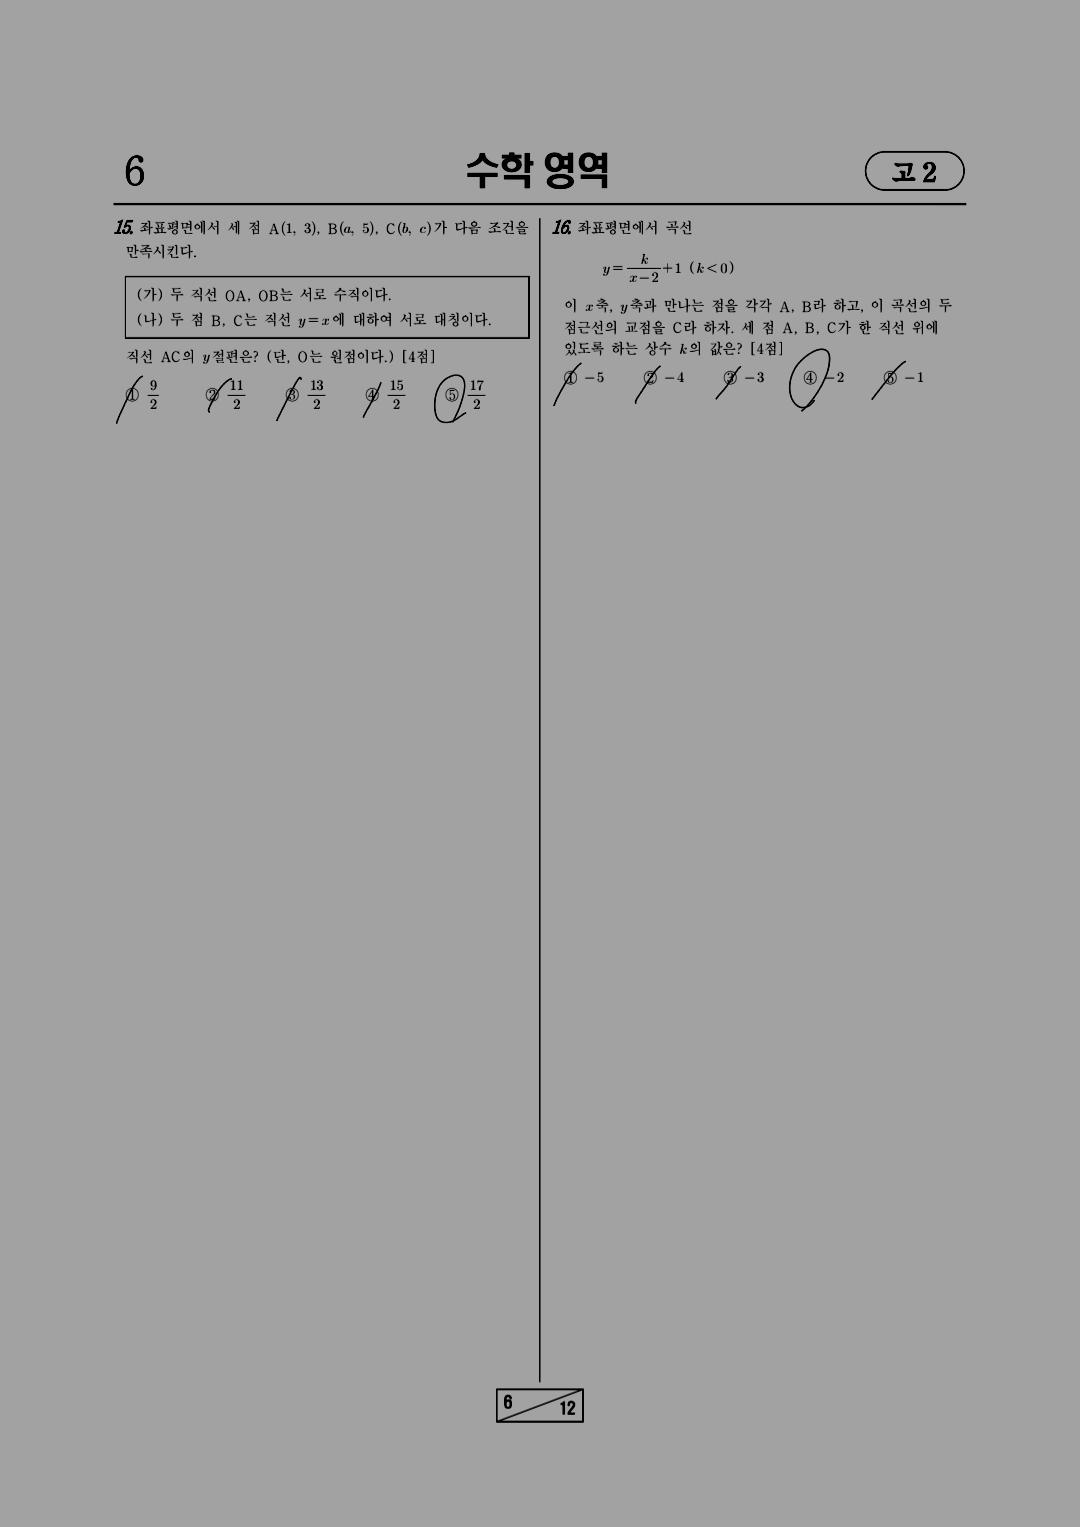 6
수학 영역
고 2
15. 좌표평면에서 세 점 A(1, 3), B(a, 5), C(b, c)가 다음 조건을
만족시킨다.
(가) 두 직선 OA, OB는 서로 수직이다.
(나) 두 점 B, C는 직선 y=x에 대하여 서로 대칭이다.
직선 AC의 y절편은? (단, O는 원점이다.) [4점]
① 9/2 ② 11/2 ③ 13/2 ④ 15/2 ⑤ 17/2
16. 좌표평면에서 곡선
y=k/(x-2)+1 (k<0)
이 x축, y축과 만나는 점을 각각 A, B라 하고, 이 곡선의 두
점근선의 교점을 C라 하자. 세 점 A, B, C가 한 직선 위에
있도록 하는 상수 k의 값은? [4점]
① -5 ② -4 ③ -3 ④ -2 ⑤ -1
6
12